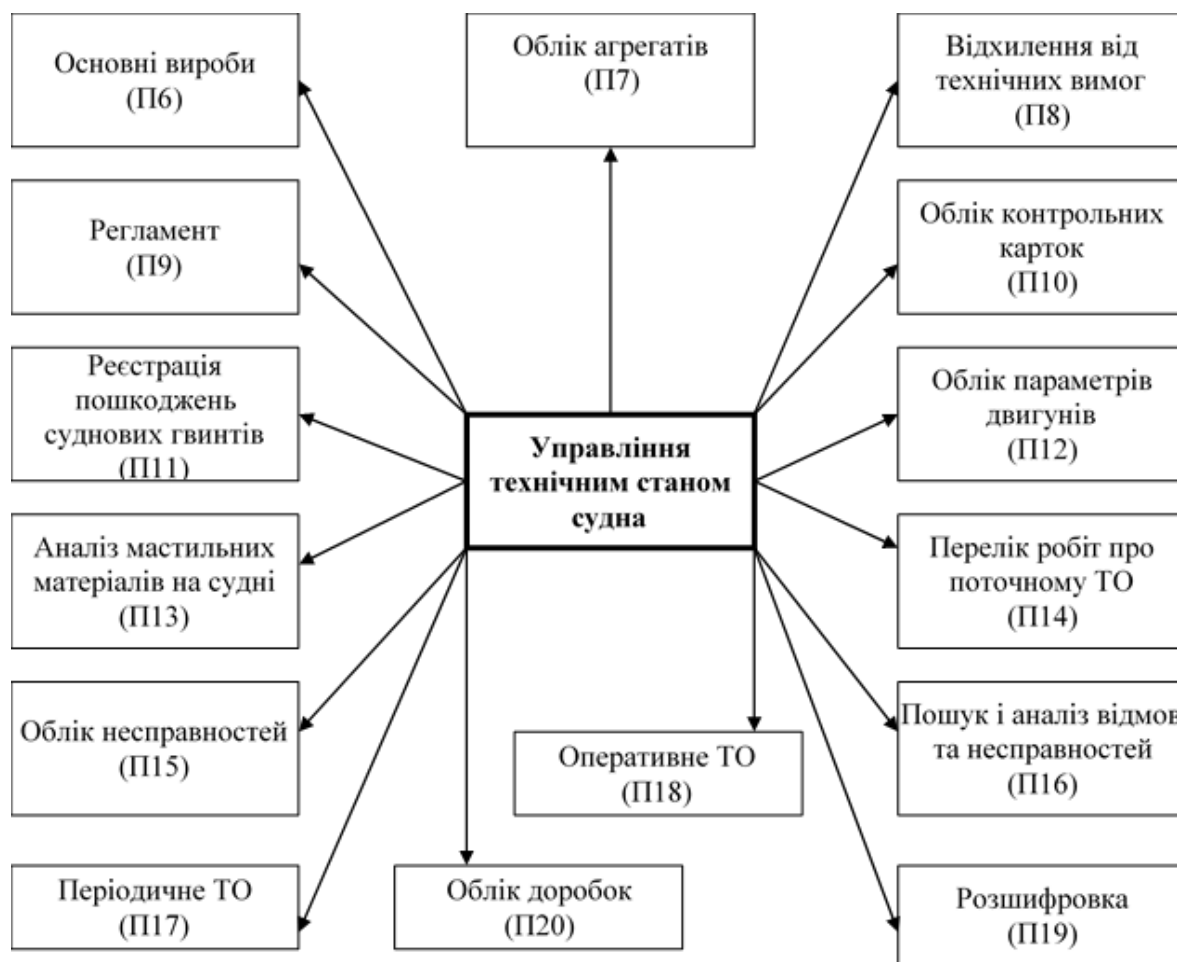 Основні вироби
(П6)
Облік агрегатів
(П7)
Відхилення від
технічних вимог
(П8)
Регламент
(П9)
Облік контрольних
карток
(П10)
Реєстрація
пошкоджень
суднових гвинтів
(П11)
Облік параметрів
двигунів
(П12)
Управління
технічним станом
судна
Аналіз мастильних
матеріалів на судні
(П13)
Перелік робіт про
поточному ТО
(П14)
Облік несправностей
(П15)
Оперативне ТО
(П18)
Пошук і аналіз відмов
та несправностей
(П16)
Періодичне ТО
(П17)
Облік доробок
(П20)
Розшифровка
(П19)